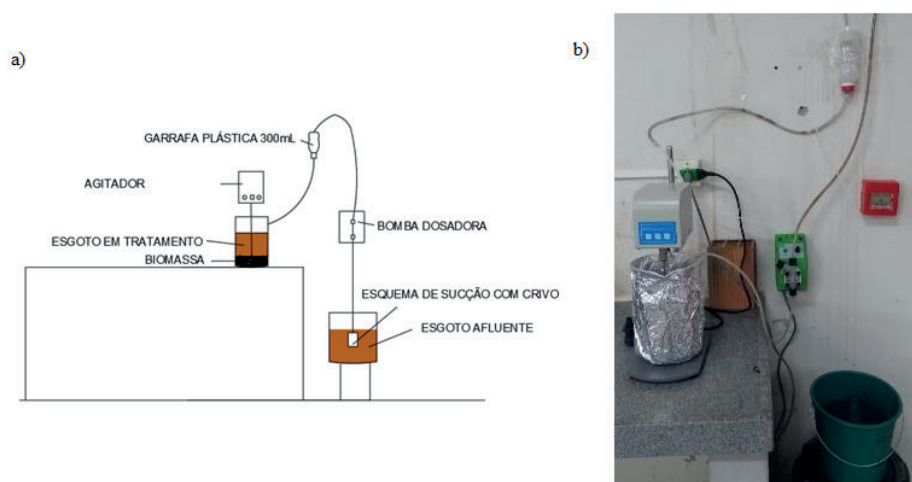 a)
b)
GARRAFA PLÁSTICA 300mL
AGITADOR
BOMBA DOSADORA
ESGOTO EM TRATAMENTO
BIOMASSA
ESQUEMA DE SUCÇÃO COM CRIVO
ESGOTO AFLUENTE